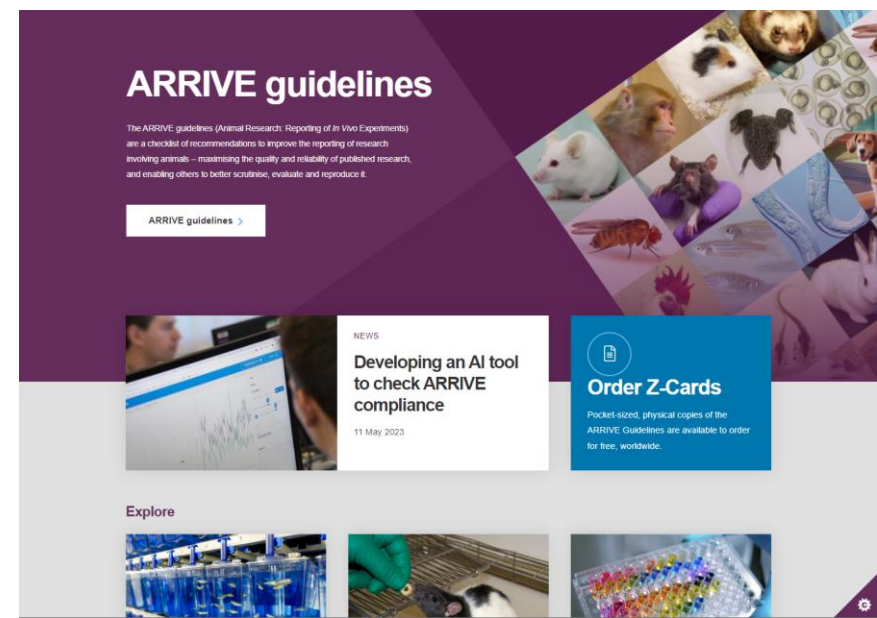 ARRIVE guidelines
The ARRIVE guidelines (Animal Research: Reporting of In Vivo Experiments)
are a checklist of recommendations to improve the reporting of research
involving animals – maximising the quality and reliability of published research,
and enabling others to better scrutinise, evaluate and reproduce it.
ARRIVE guidelines
NEWS
Developing an AI tool
to check ARRIVE
compliance
11 May 2023
Order Z-Cards
Pocket-sized, physical copies of the
ARRIVE Guidelines are available to order
for free, worldwide.
Explore